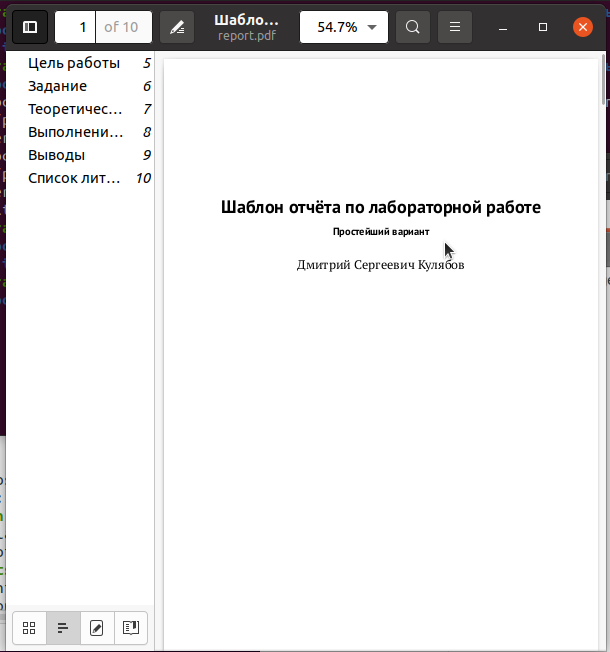 1 of 10
Шабло...
report.pdf
54.7%
Цель работы 5
Задание 6
Теоретичес... 7
Выполнени... 8
Выводы 9
Список лит... 10
Шаблон отчёта по лабораторной работе
Простейший вариант
Дмитрий Сергеевич Кулябов